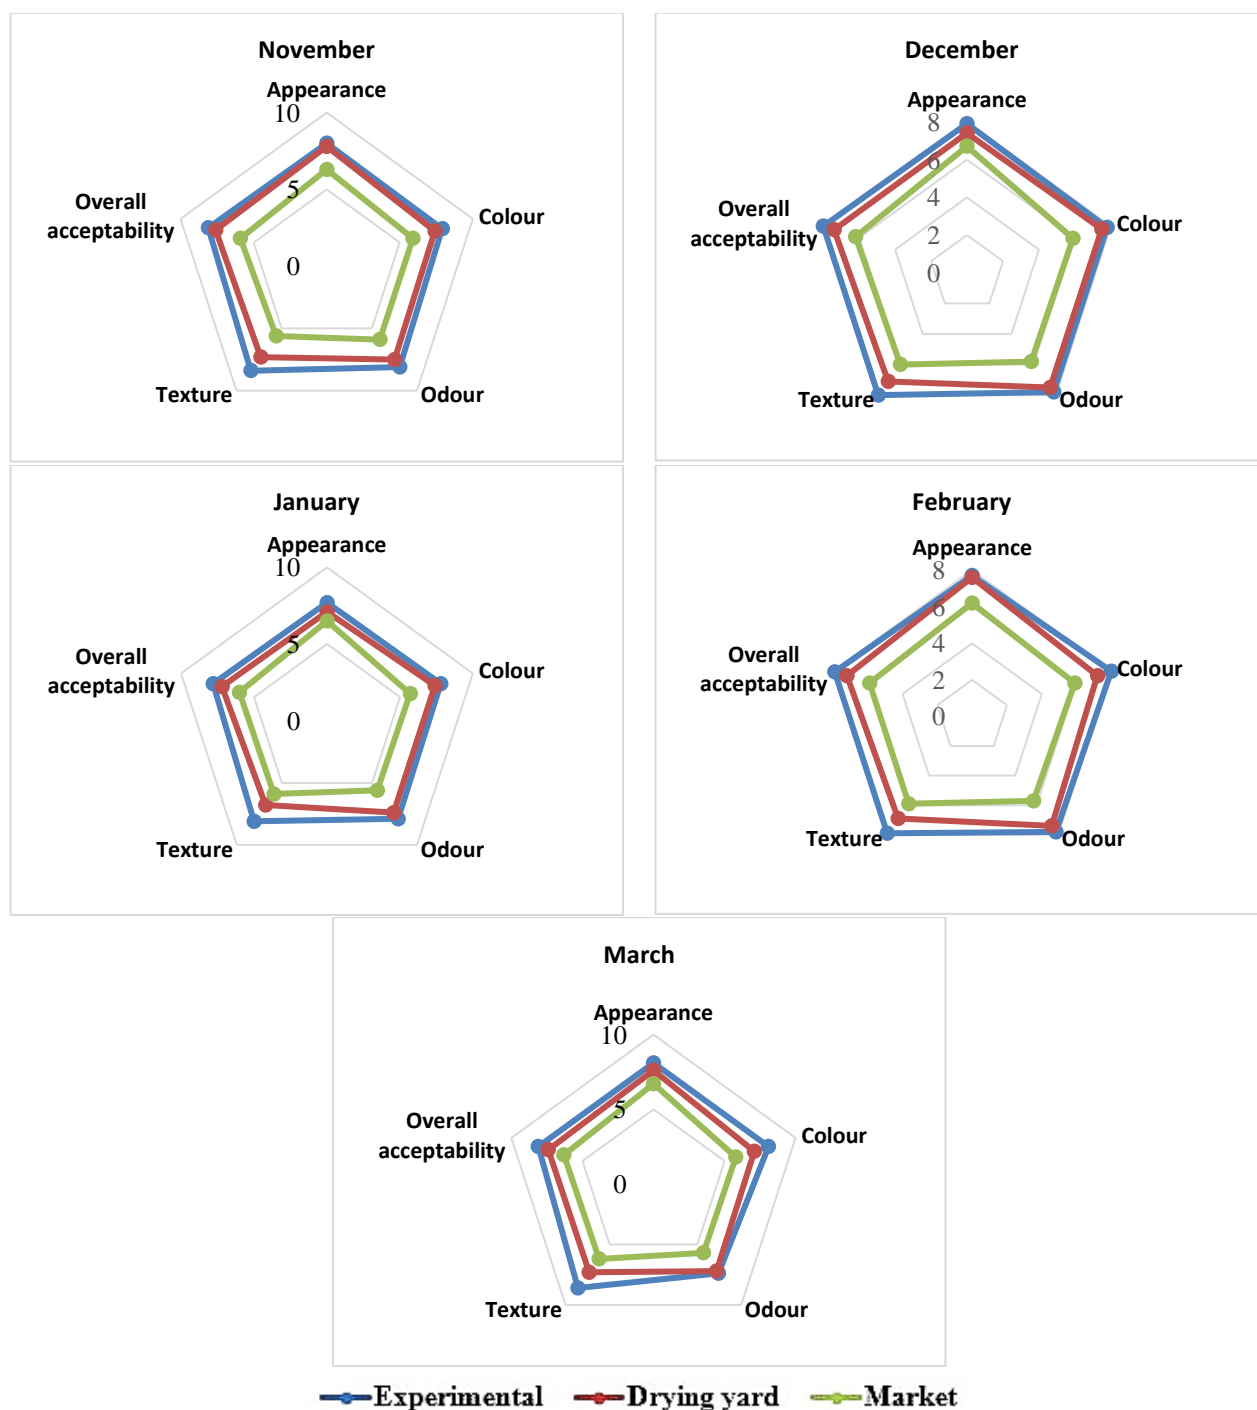 November
Appearance
10
5
0
Overall
acceptability
Colour
Texture
Odour
December
Appearance
8
6
4
2
0
Overall
acceptability
Colour
Texture
Odour
January
Appearance
10
5
0
Overall
acceptability
Colour
Texture
Odour
February
Appearance
8
6
4
2
0
Overall
acceptability
Colour
Texture
Odour
March
Appearance
10
5
0
Overall
acceptability
Colour
Texture
Odour
Experimental Drying yard Market